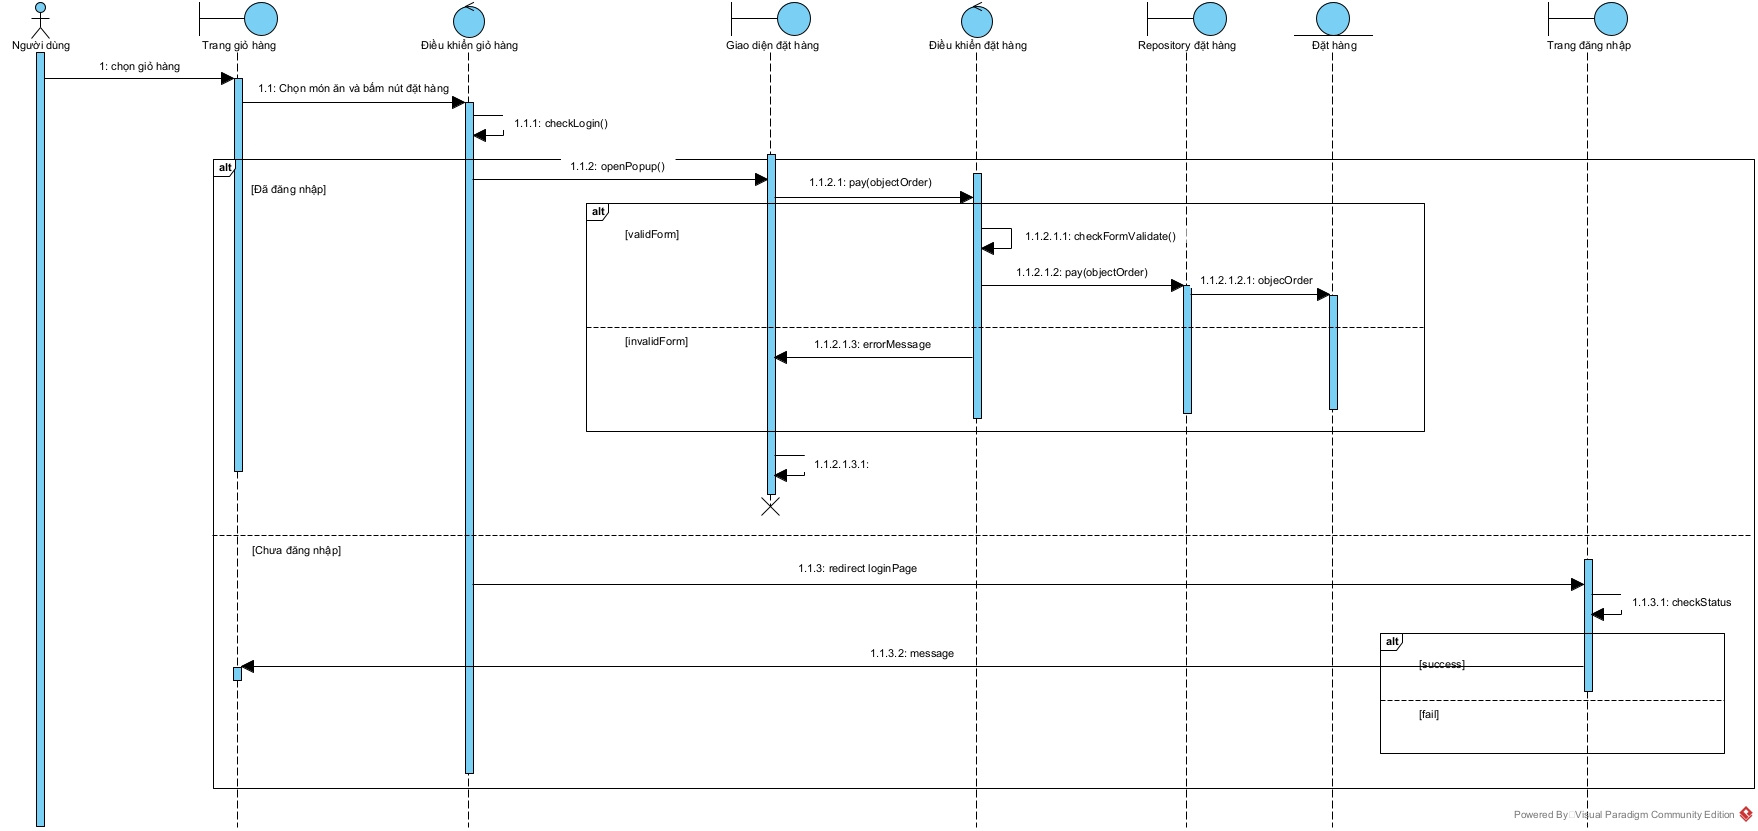 Người dùng
Trang giỏ hàng
Điều khiển giỏ hàng
Giao diện đặt hàng
Điều khiển đặt hàng
Repository đặt hàng
Đặt hàng
Trang đăng nhập
1: chọn giỏ hàng
1.1: Chọn món ăn và bấm nút đặt hàng
1.1.1: checkLogin()
alt
1.1.2: openPopup()
[Đã đăng nhập]
1.1.2.1: pay(objectOrder)
alt
[validForm]
1.1.2.1.1: checkFormValidate()
1.1.2.1.2: pay(objectOrder)
1.1.2.1.2.1: objecOrder
[invalidForm]
1.1.2.1.3: errorMessage
1.1.2.1.3.1:
[Chưa đăng nhập]
1.1.3: redirect loginPage
1.1.3.1: checkStatus
alt
1.1.3.2: message
[success]
[fail]
Powered By Visual Paradigm Community Edition